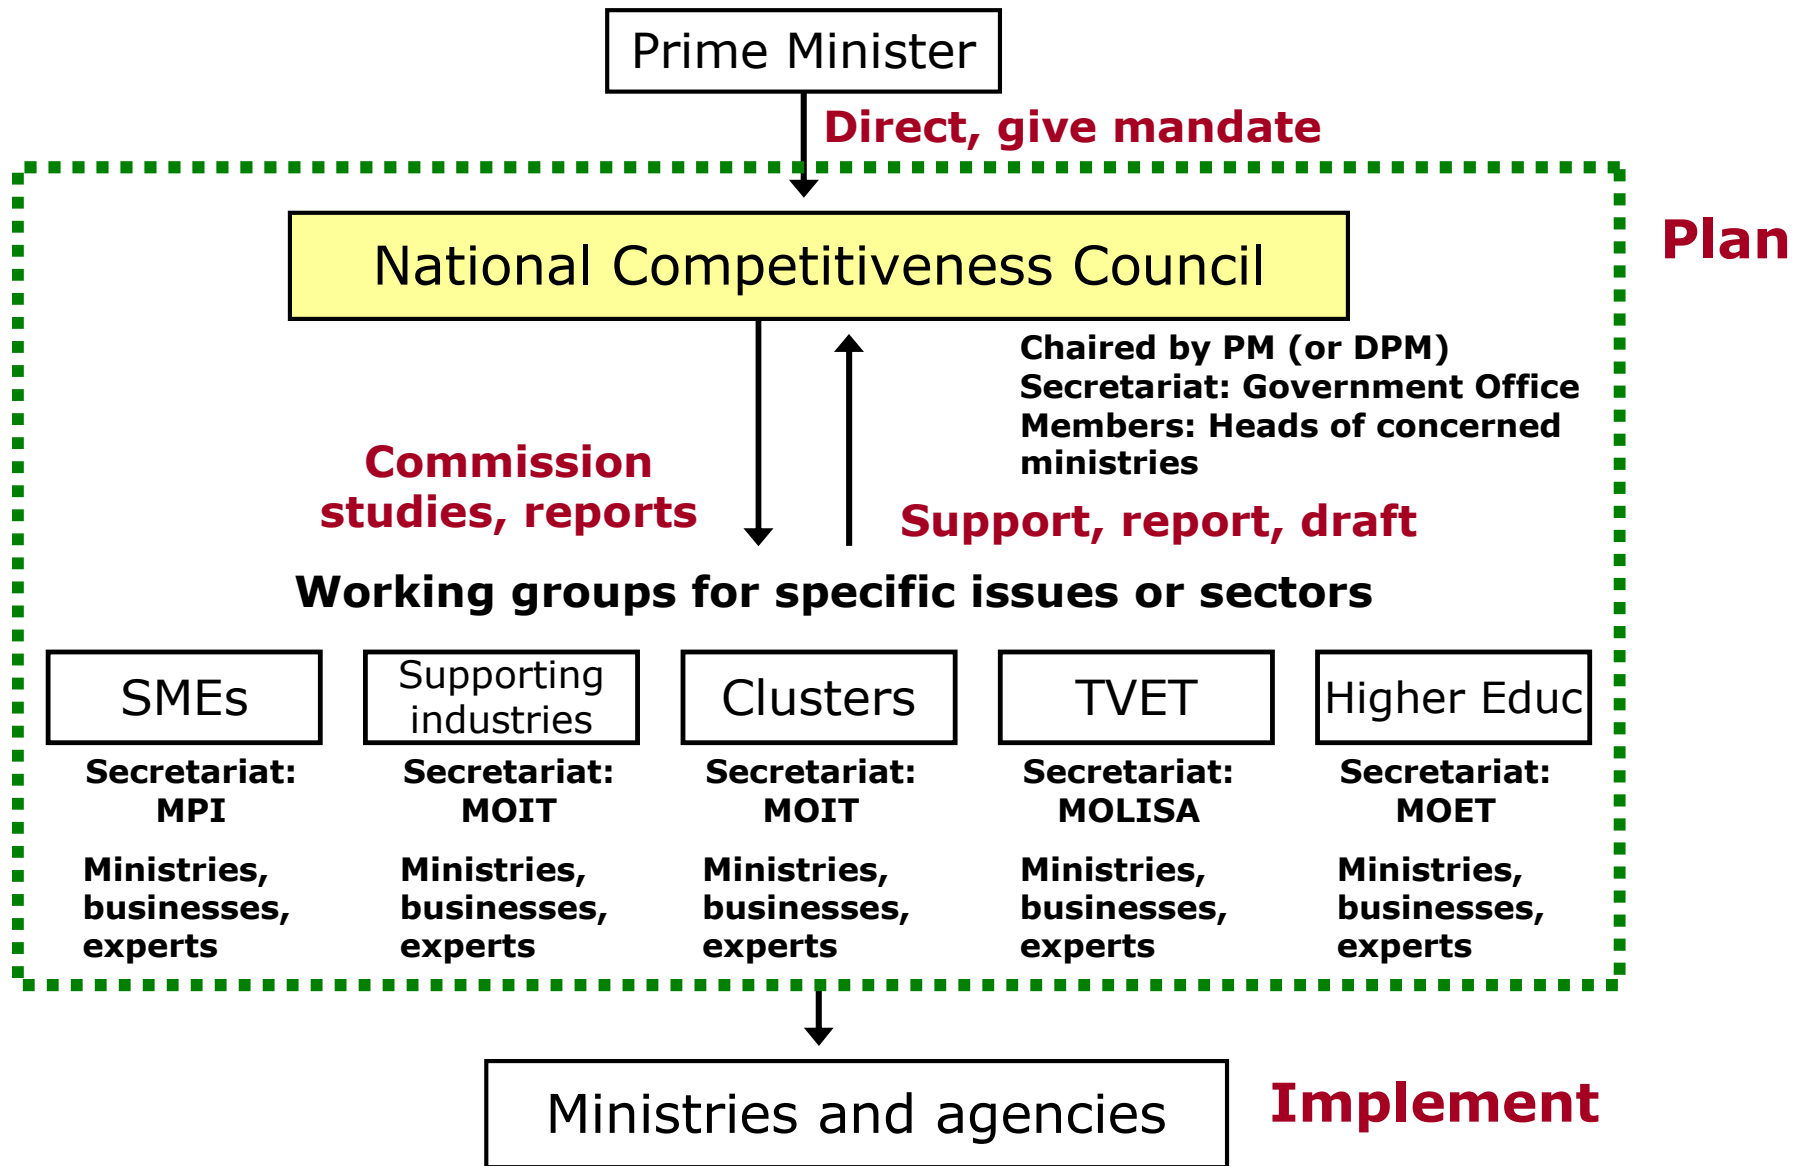 Prime Minister
Direct, give mandate
Plan
National Competitiveness Council
Chaired by PM (or DPM)
Secretariat: Government Office
Members: Heads of concerned
ministries
Commission
studies, reports
Support, report, draft
Working groups for specific issues or sectors
SMEs
Secretariat:
MPI
Ministries,
businesses,
experts
Supporting
industries
Secretariat:
MOIT
Ministries,
businesses,
experts
Clusters
Secretariat:
MOIT
Ministries,
businesses,
experts
TVET
Secretariat:
MOLISA
Ministries,
businesses,
experts
Higher Educ
Secretariat:
MOET
Ministries,
businesses,
experts
Ministries and agencies
Implement